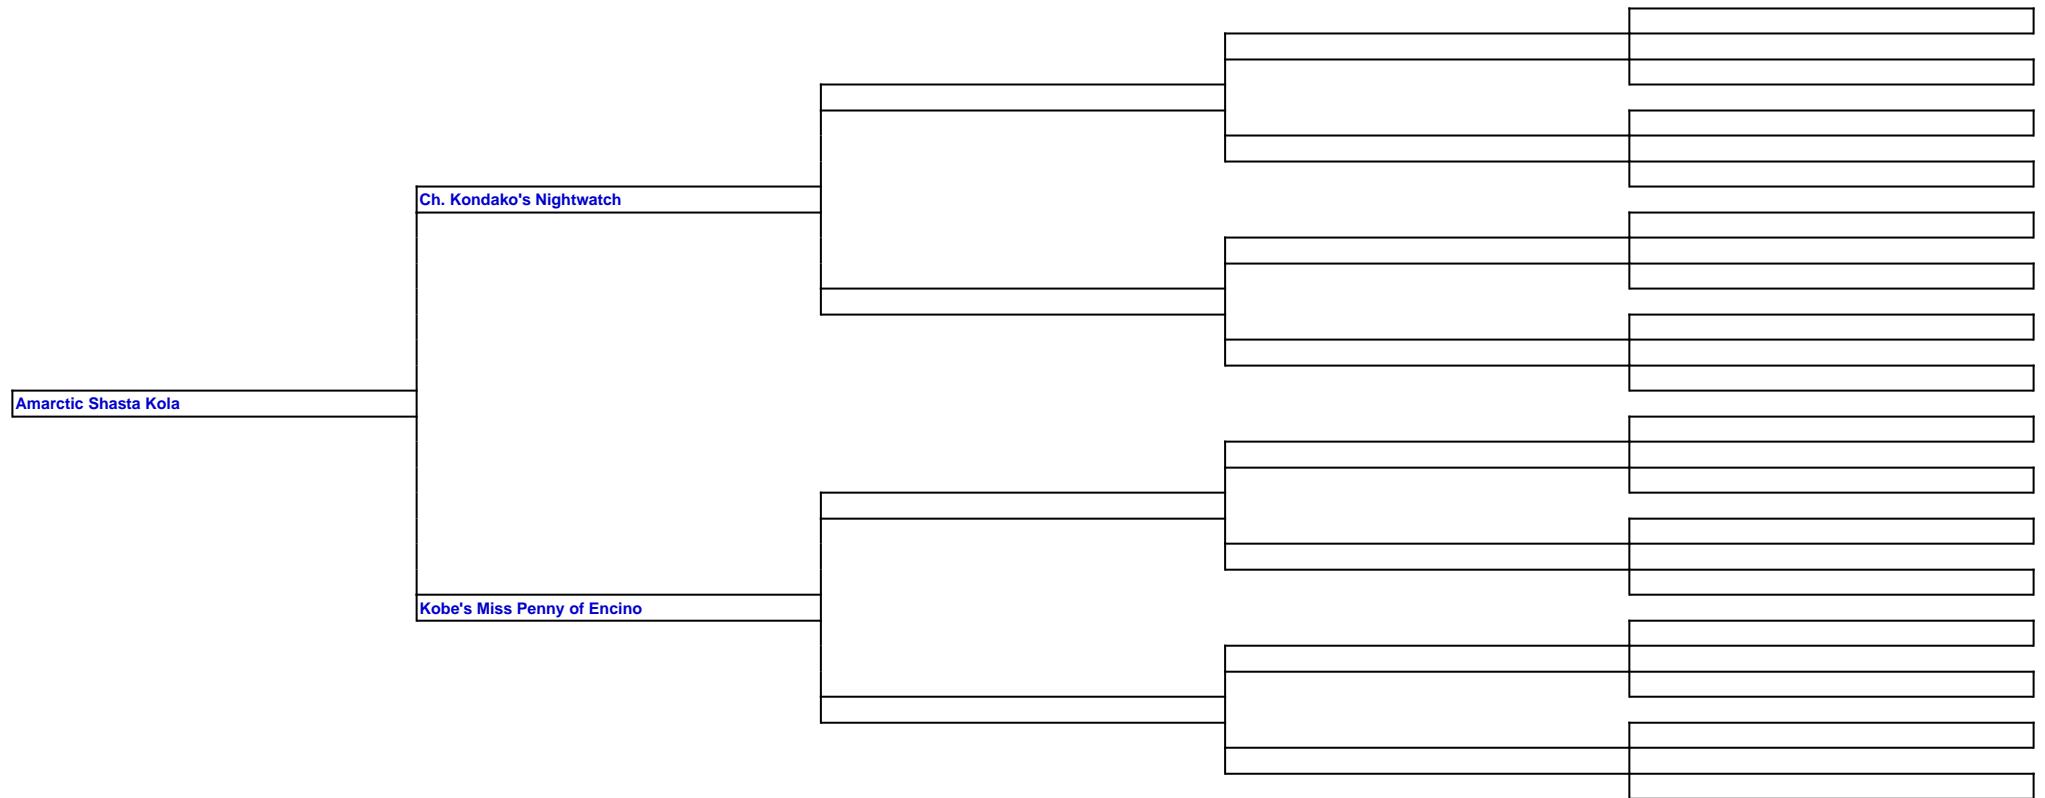 Ch. Kondako's Nightwatch
Amarctic Shasta Kola
Kobe's Miss Penny of Encino